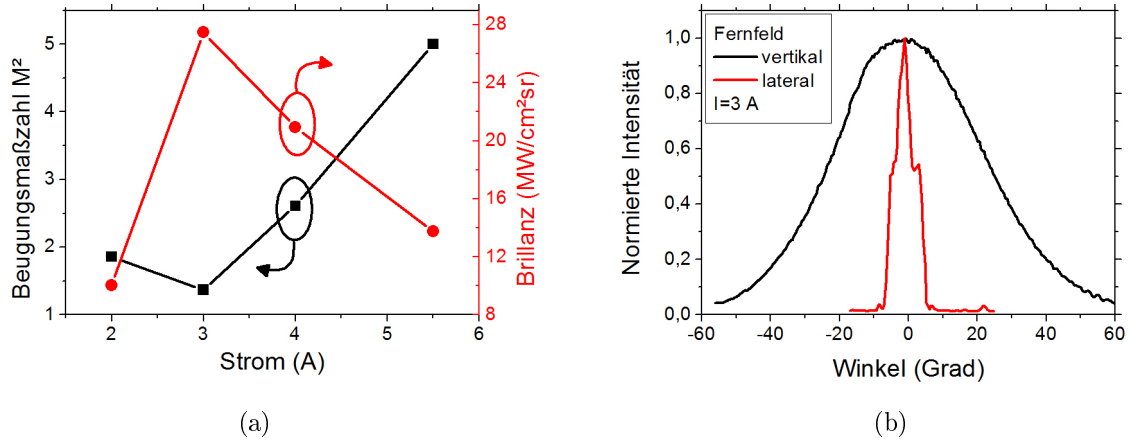 5
4
3
2
1
Beugungsmaßzahl M²
28
24
20
16
12
8
Brillanz (MW/cm²sr)
2 3 4 5 6
Strom (A)
(a)
Fernfeld
vertikal
lateral
I=3 A
1,0
0,8
0,6
0,4
0,2
0,0
Normierte Intensität
-60 -40 -20 0 20 40 60
Winkel (Grad)
(b)